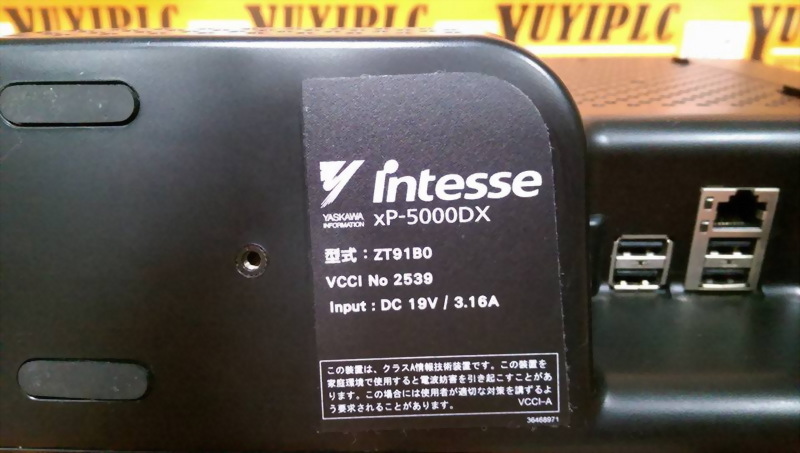 YUYIPLC YUYIPLC YUYIPLC YUYIPLC
YASKAWA
INFORMATION
intesse
xP-5000DX
型式：ZT91B0
VCCI No 2539
Input : DC 19V / 3.16A
この装置は、クラスA情報技術装置です。この装置を
家庭環境で使用すると電波妨害を引き起こすことがあ
ります。この場合には使用者が適切な対策を講ずるよ
う要求されることがあります。 VCCI-A
36468971